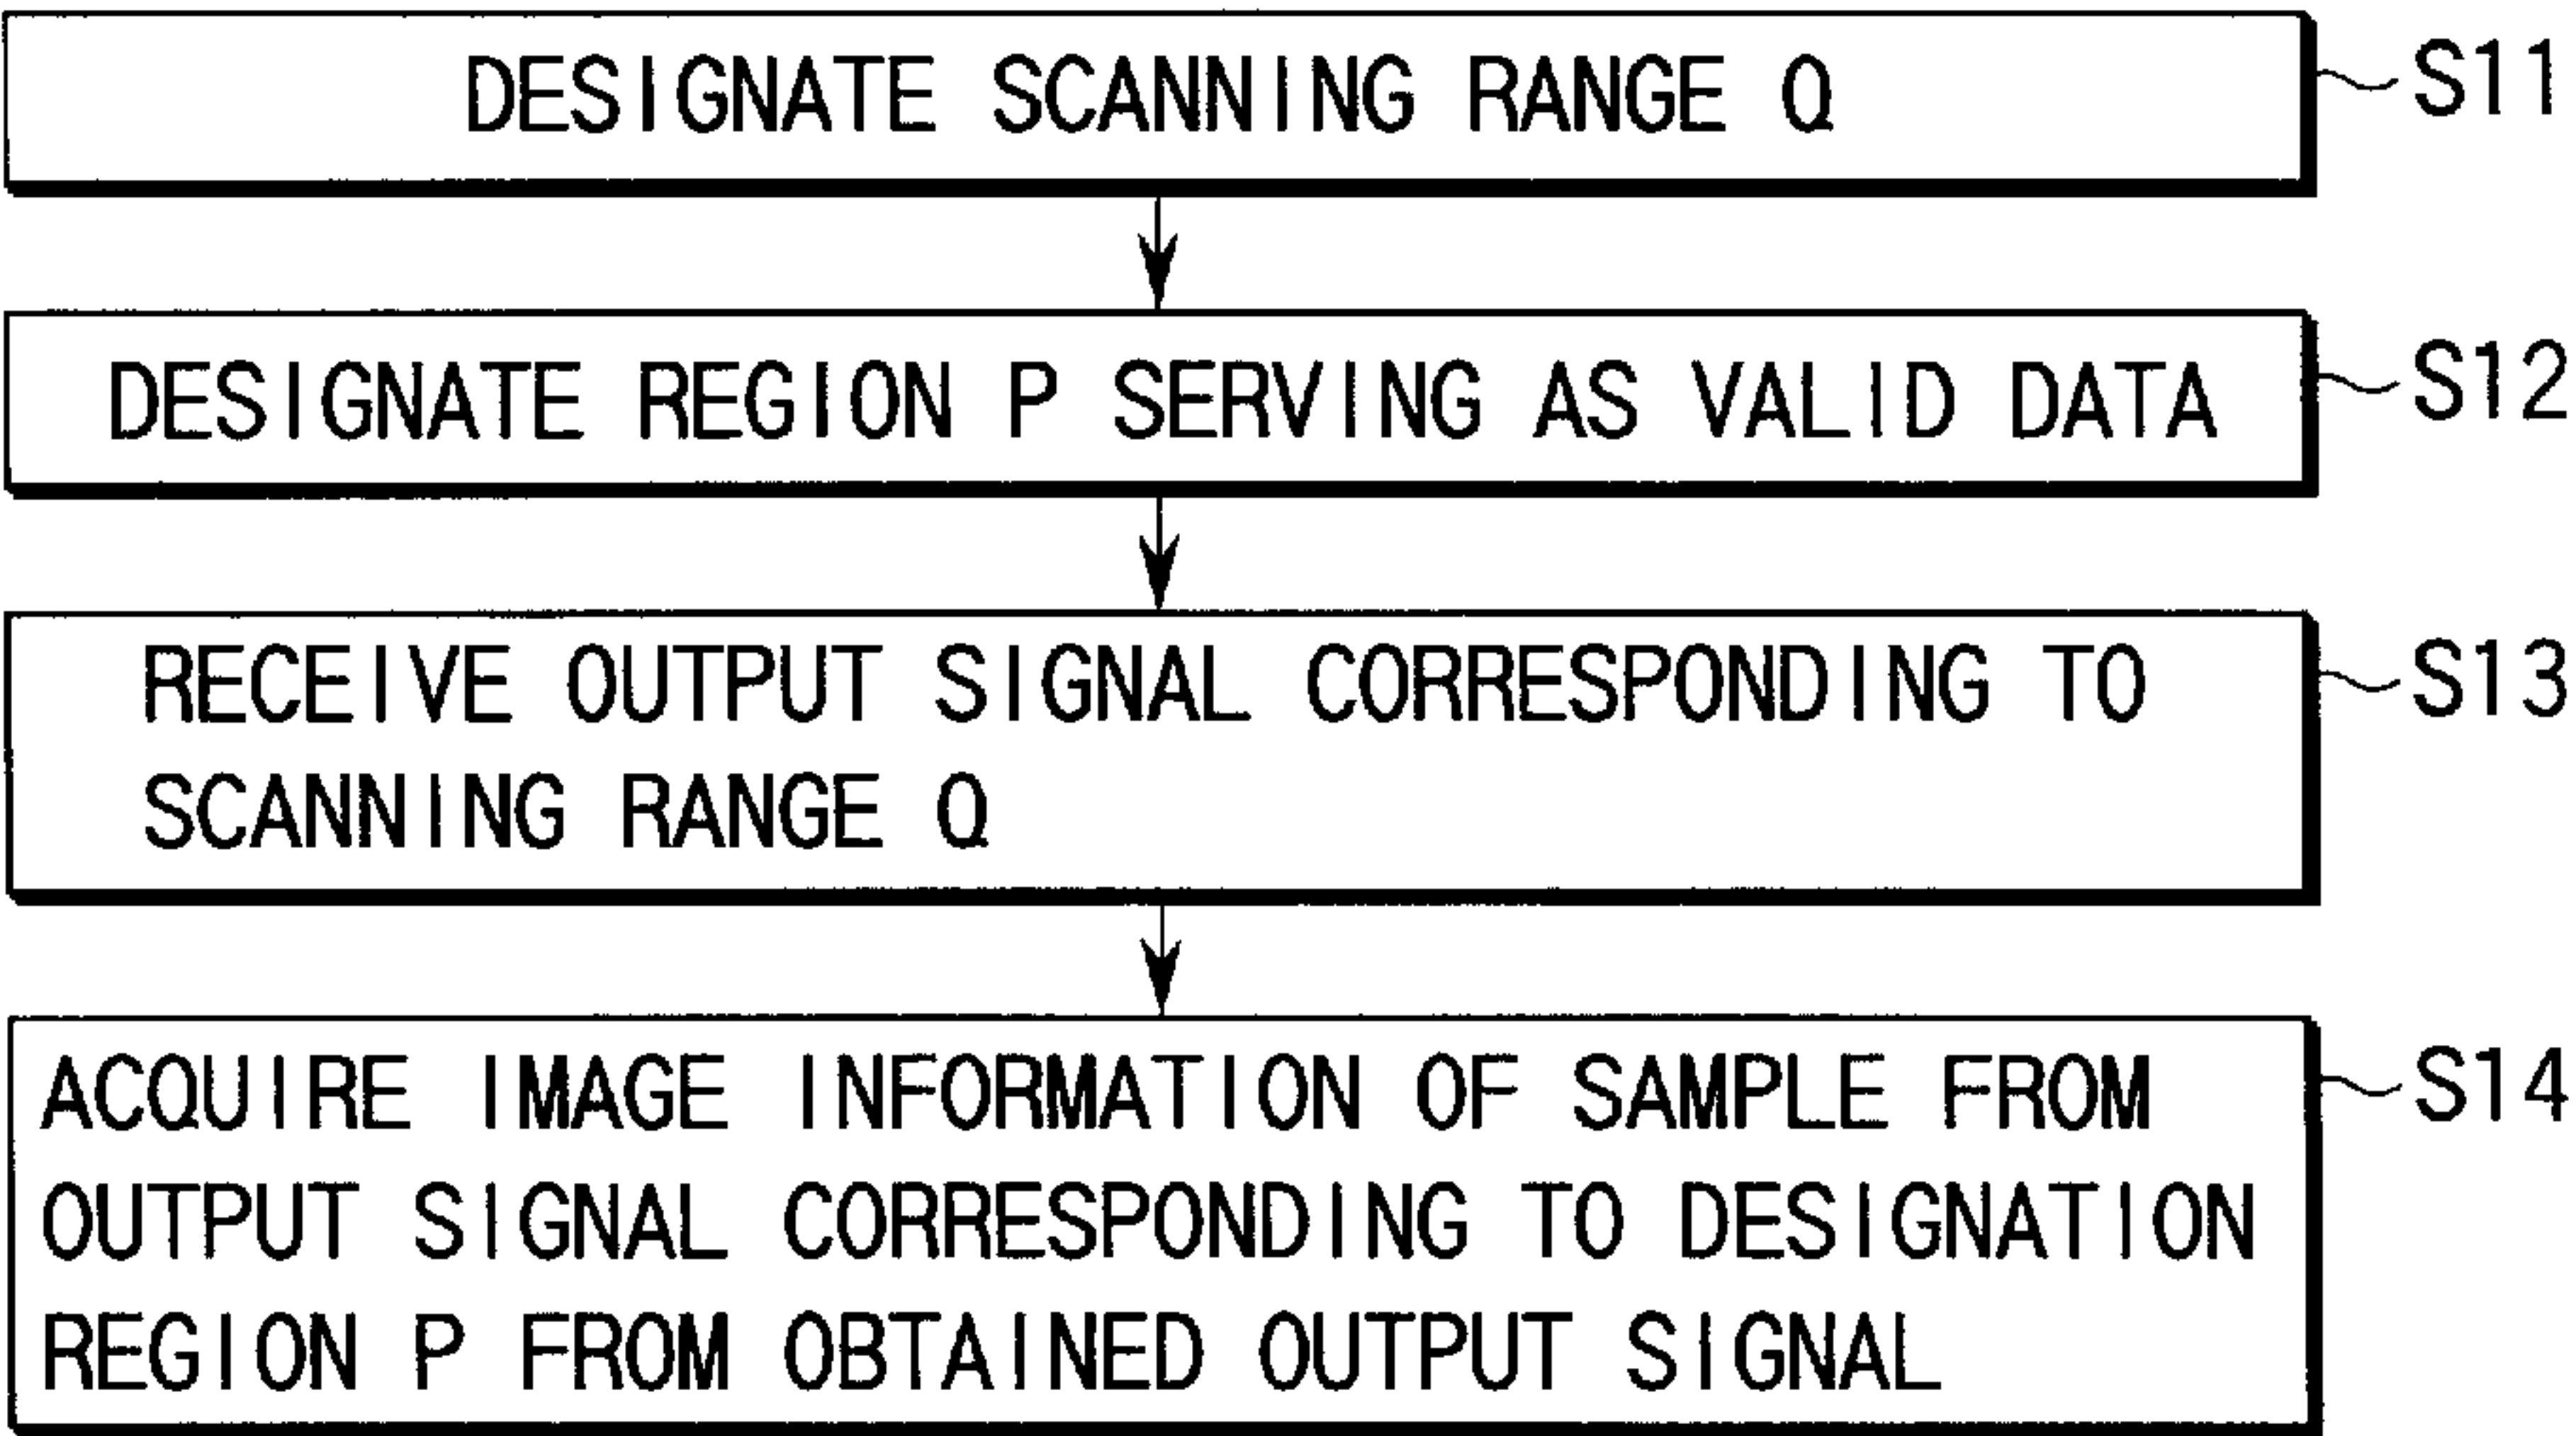 DESIGNATE SCANNING RANGE Q
S11
DESIGNATE REGION P SERVING AS VALID DATA
S12
RECEIVE OUTPUT SIGNAL CORRESPONDING TO
SCANNING RANGE Q
S13
ACQUIRE IMAGE INFORMATION OF SAMPLE FROM
OUTPUT SIGNAL CORRESPONDING TO DESIGNATION
REGION P FROM OBTAINED OUTPUT SIGNAL
S14